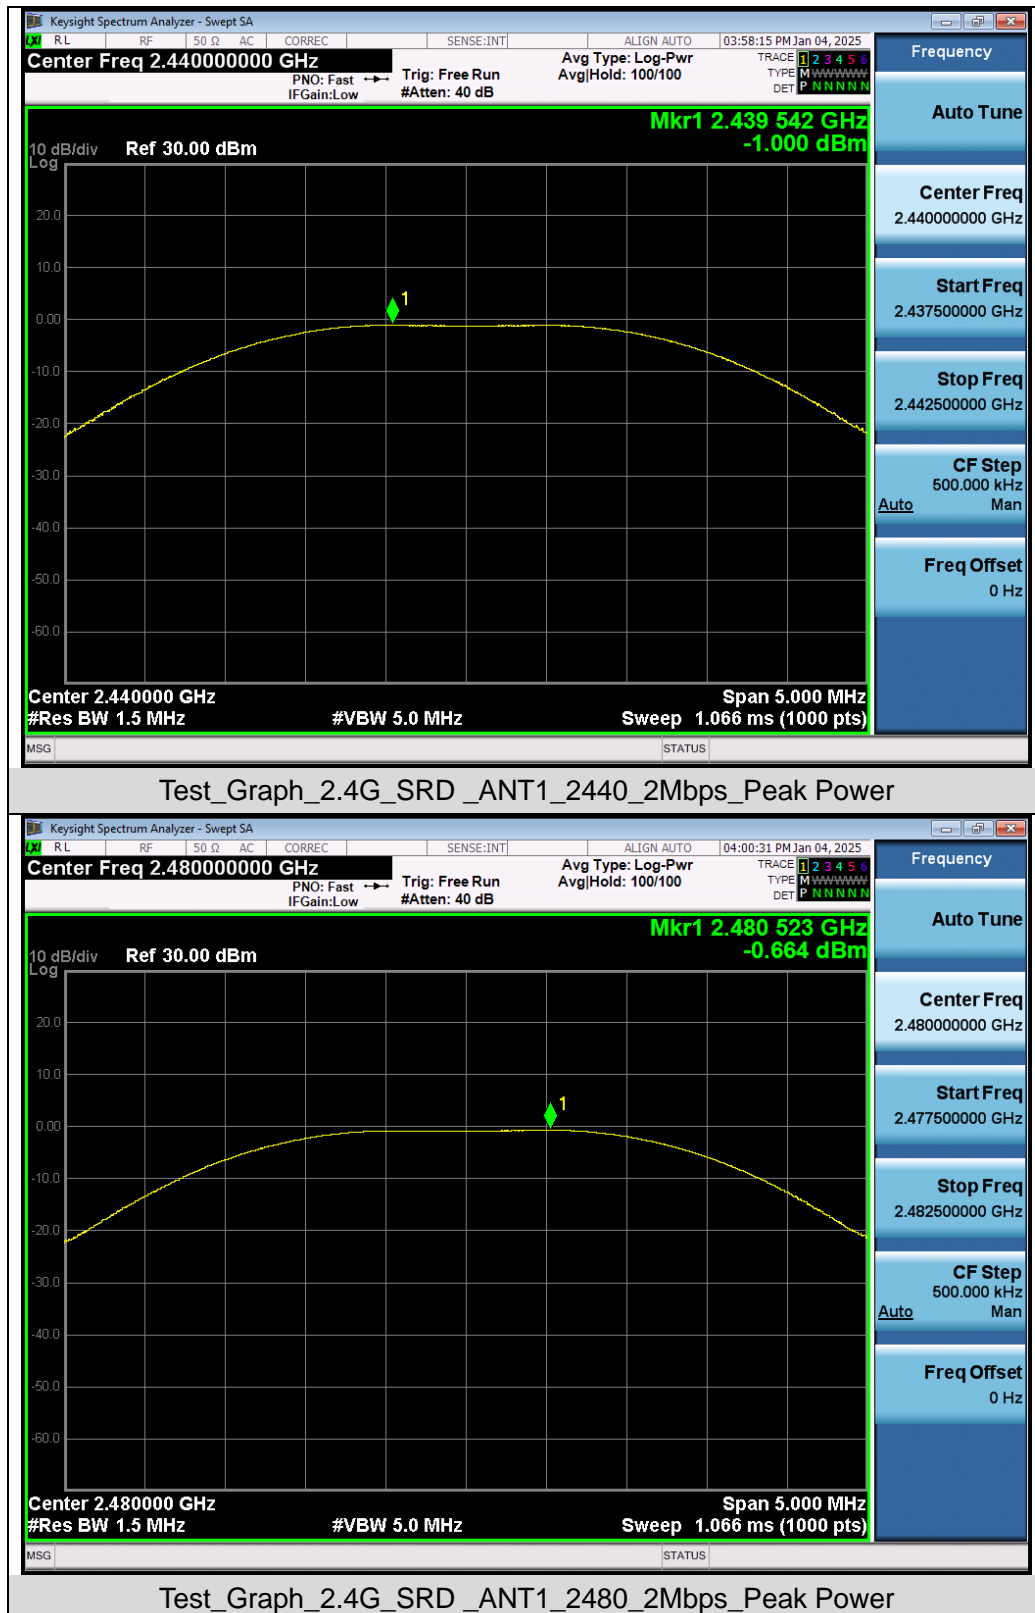 Keysight Spectrum Analyzer - Swept SA
LXI RL RF 50 Ω AC CORREC SENSE:INT ALIGN AUTO 03:58:15 PM Jan 04, 2025
Center Freq 2.440000000 GHz
PNO: Fast
IFGain:Low
Trig: Free Run
#Atten: 40 dB
Avg Type: Log-Pwr
Avg|Hold: 100/100
TRACE 1 2 3 4 5 6
TYPE M WWWWW
DET P N N N N N
Mkr1 2.439 542 GHz
-1.000 dBm
10 dB/div Ref 30.00 dBm
Log
20.0
10.0
0.00
1
-10.0
-20.0
-30.0
-40.0
-50.0
-60.0
Center 2.440000 GHz Span 5.000 MHz
#Res BW 1.5 MHz #VBW 5.0 MHz Sweep 1.066 ms (1000 pts)
MSG STATUS
Frequency
Auto Tune
Center Freq
2.440000000 GHz
Start Freq
2.437500000 GHz
Stop Freq
2.442500000 GHz
CF Step
500.000 kHz
Auto Man
Freq Offset
0 Hz
Test_Graph_2.4G_SRD _ANT1_2440_2Mbps_Peak Power
Keysight Spectrum Analyzer - Swept SA
LXI RL RF 50 Ω AC CORREC SENSE:INT ALIGN AUTO 04:00:31 PM Jan 04, 2025
Center Freq 2.480000000 GHz
PNO: Fast
IFGain:Low
Trig: Free Run
#Atten: 40 dB
Avg Type: Log-Pwr
Avg|Hold: 100/100
TRACE 1 2 3 4 5 6
TYPE M WWWWW
DET P N N N N N
Mkr1 2.480 523 GHz
-0.664 dBm
10 dB/div Ref 30.00 dBm
Log
20.0
10.0
0.00
1
-10.0
-20.0
-30.0
-40.0
-50.0
-60.0
Center 2.480000 GHz Span 5.000 MHz
#Res BW 1.5 MHz #VBW 5.0 MHz Sweep 1.066 ms (1000 pts)
MSG STATUS
Frequency
Auto Tune
Center Freq
2.480000000 GHz
Start Freq
2.477500000 GHz
Stop Freq
2.482500000 GHz
CF Step
500.000 kHz
Auto Man
Freq Offset
0 Hz
Test_Graph_2.4G_SRD _ANT1_2480_2Mbps_Peak Power